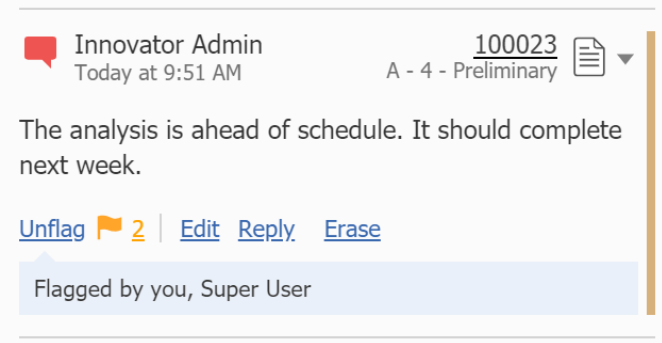 Innovator Admin
100023
Today at 9:51 AM
A - 4 - Preliminary
The analysis is ahead of schedule. It should complete
next week.
Unflag 2 Edit Reply Erase
Flagged by you, Super User